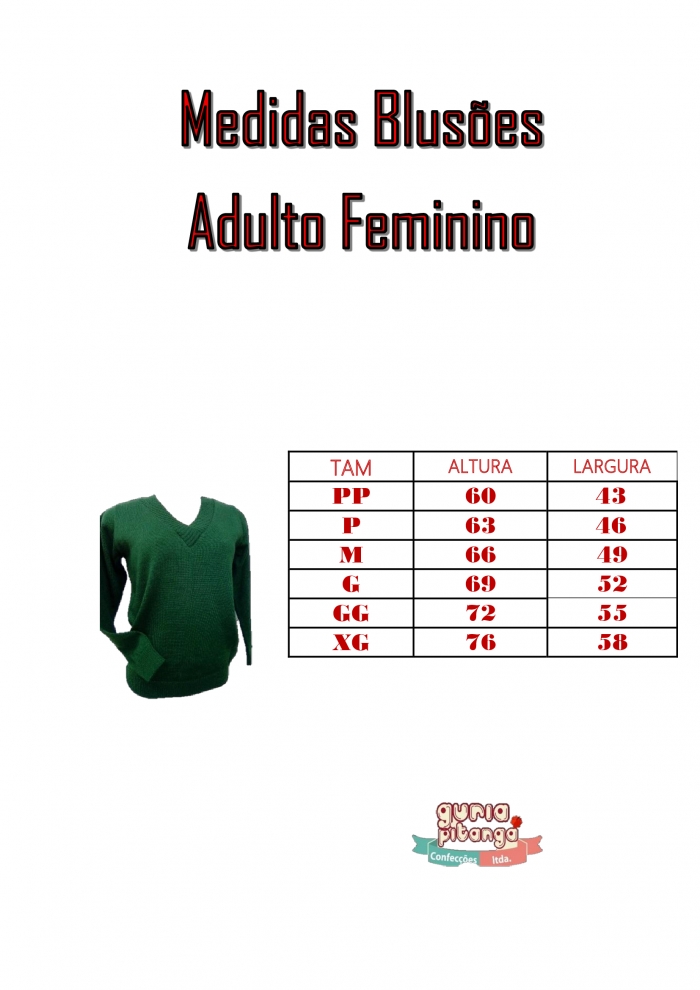 Medidas Blusões
Adulto Feminino
TAM ALTURA LARGURA
PP 60 43
P 63 46
M 66 49
G 69 52
GG 72 55
XG 76 58
guria
pitanga
Confecções ltda.